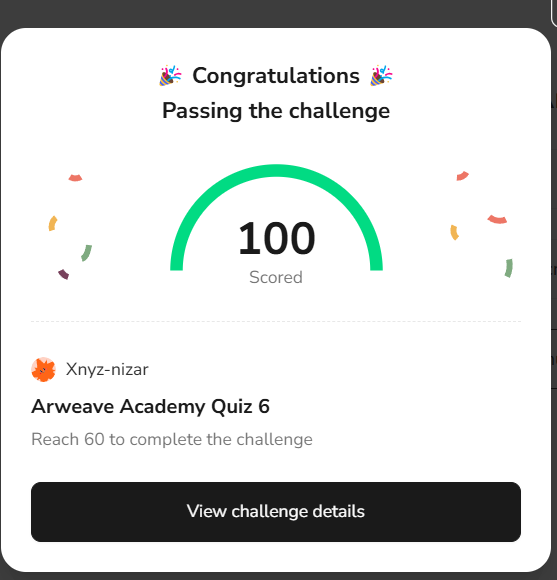 🎉 Congratulations 🎉
Passing the challenge
100
Scored
Xnyz-nizar
Arweave Academy Quiz 6
Reach 60 to complete the challenge
View challenge details